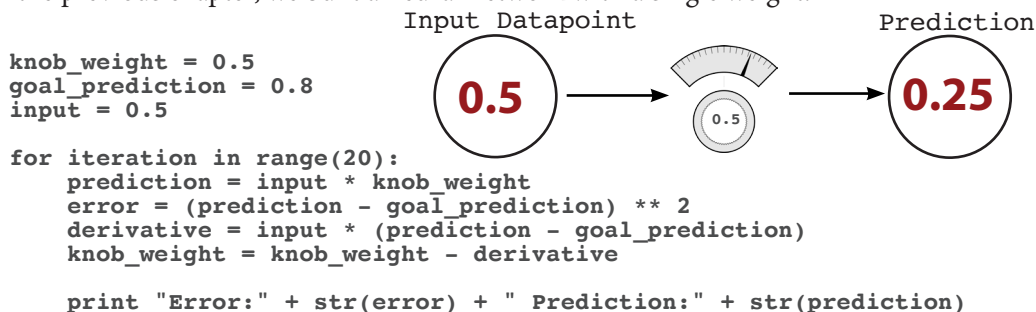 Input Datapoint
Prediction
knob_weight = 0.5
goal_prediction = 0.8
input = 0.5
0.5
0.5
0.25
for iteration in range(20):
    prediction = input * knob_weight
    error = (prediction - goal_prediction) ** 2
    derivative = input * (prediction - goal_prediction)
    knob_weight = knob_weight - derivative
    print "Error:" + str(error) + " Prediction:" + str(prediction)